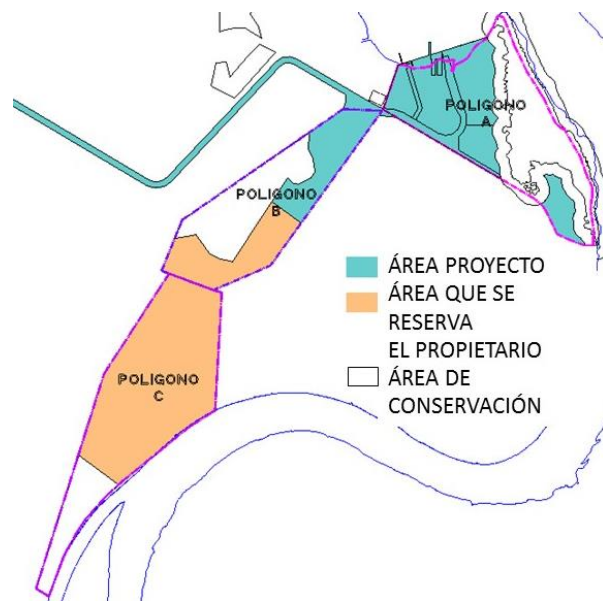 POLIGONO
A
POLIGONO
B
POLIGONO
C
ÁREA PROYECTO
ÁREA QUE SE
RESERVA
EL PROPIETARIO
ÁREA DE
CONSERVACIÓN